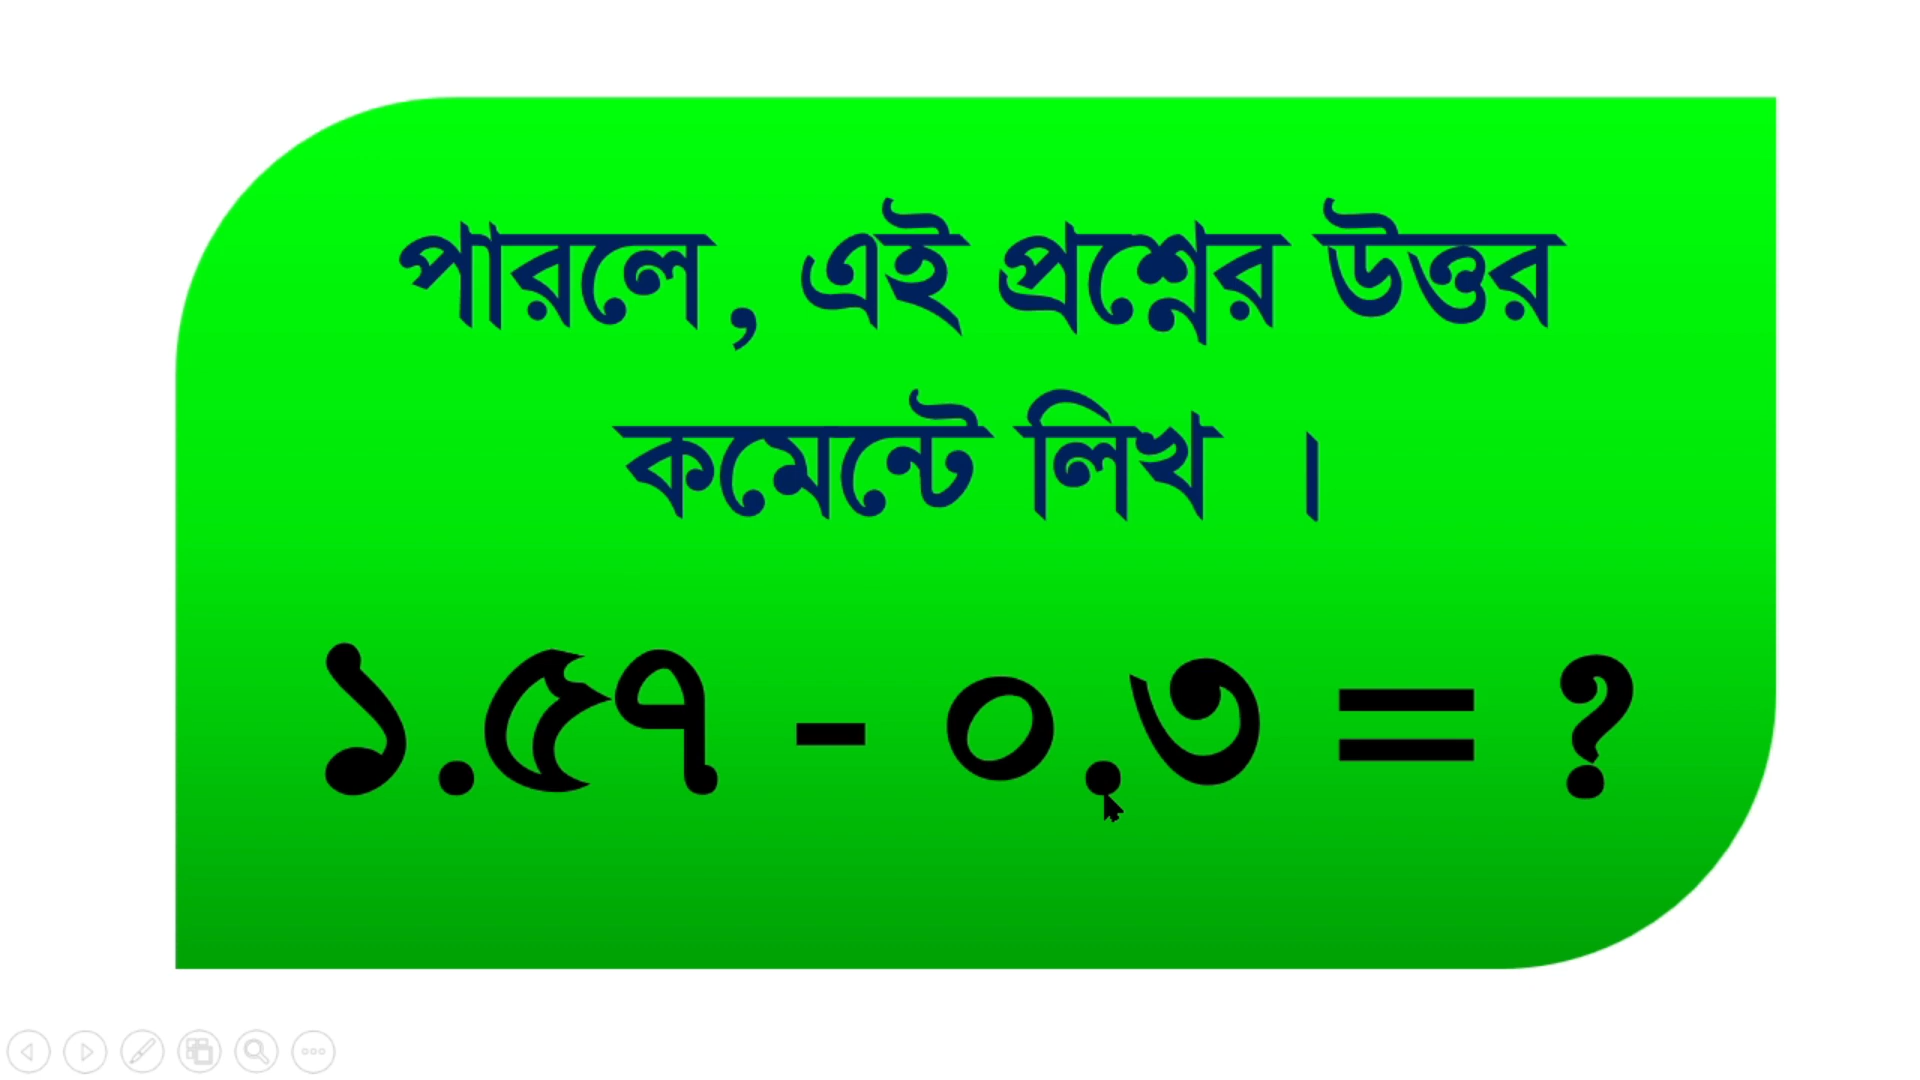 পারলে, এই প্রশ্নের উত্তর
কমেন্টে লিখ ।
১.৫৭ - ০.৩ = ?